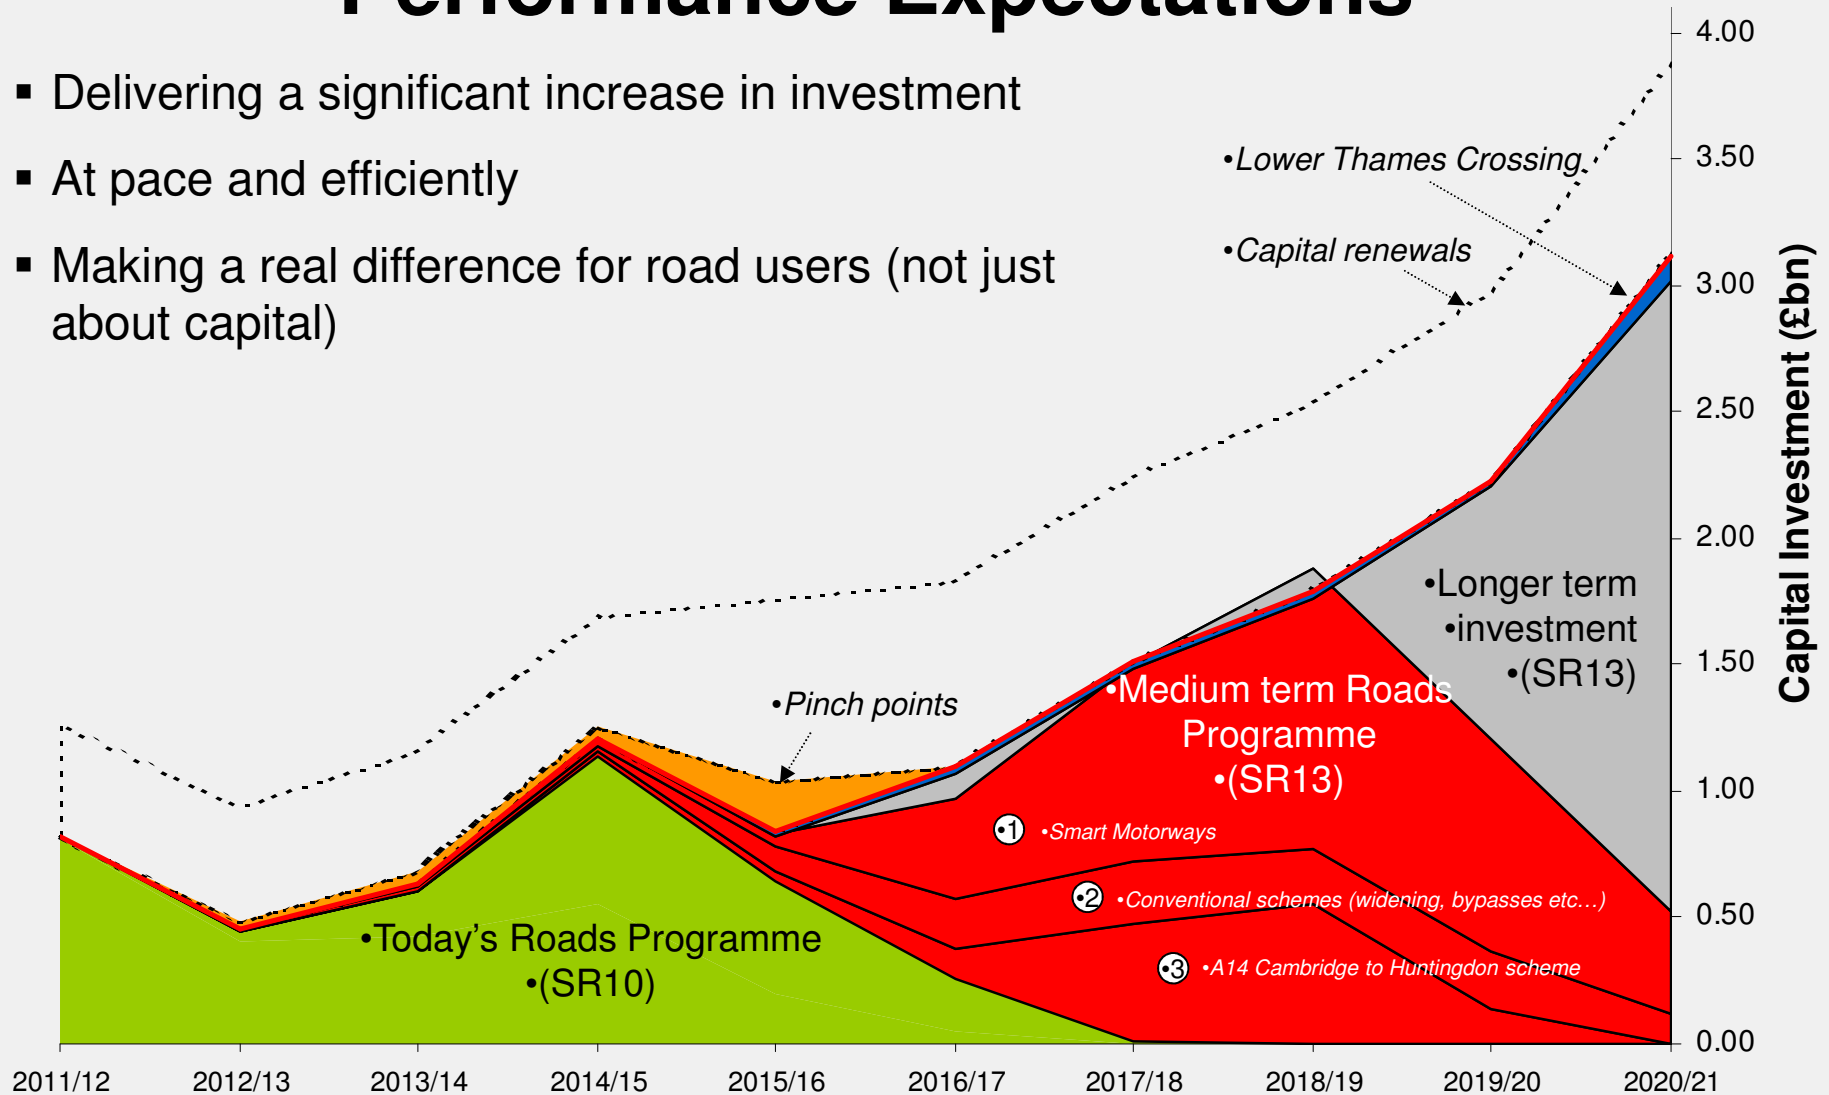 Performance Expectations
▪ Delivering a significant increase in investment
▪ At pace and efficiently
▪ Making a real difference for road users (not just
about capital)
•Lower Thames Crossing
•Capital renewals
•Pinch points
•Longer term
•investment
•(SR13)
•Medium term Roads
Programme
•(SR13)
•1 •Smart Motorways
•2 •Conventional schemes (widening, bypasses etc…)
•3 •A14 Cambridge to Huntingdon scheme
•Today's Roads Programme
•(SR10)
4.00
3.50
3.00
2.50
2.00
1.50
1.00
0.50
0.00
Capital Investment (£bn)
2011/12 2012/13 2013/14 2014/15 2015/16 2016/17 2017/18 2018/19 2019/20 2020/21